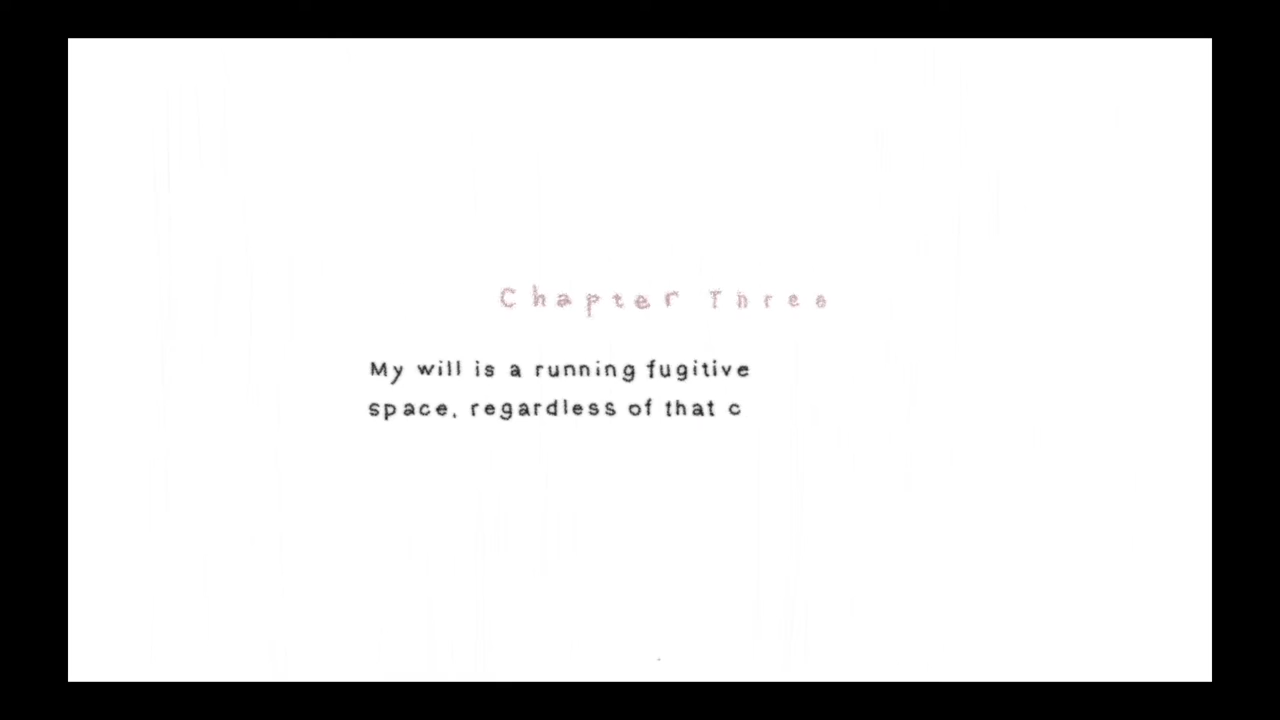 Chapter Three
My will is a running fugitive
space, regardless of that c